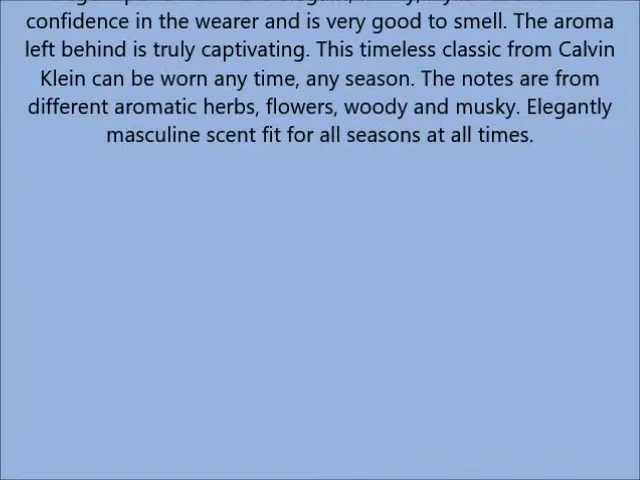 confidence in the wearer and is very good to smell. The aroma
left behind is truly captivating. This timeless classic from Calvin
Klein can be worn any time, any season. The notes are from
different aromatic herbs, flowers, woody and musky. Elegantly
masculine scent fit for all seasons at all times.